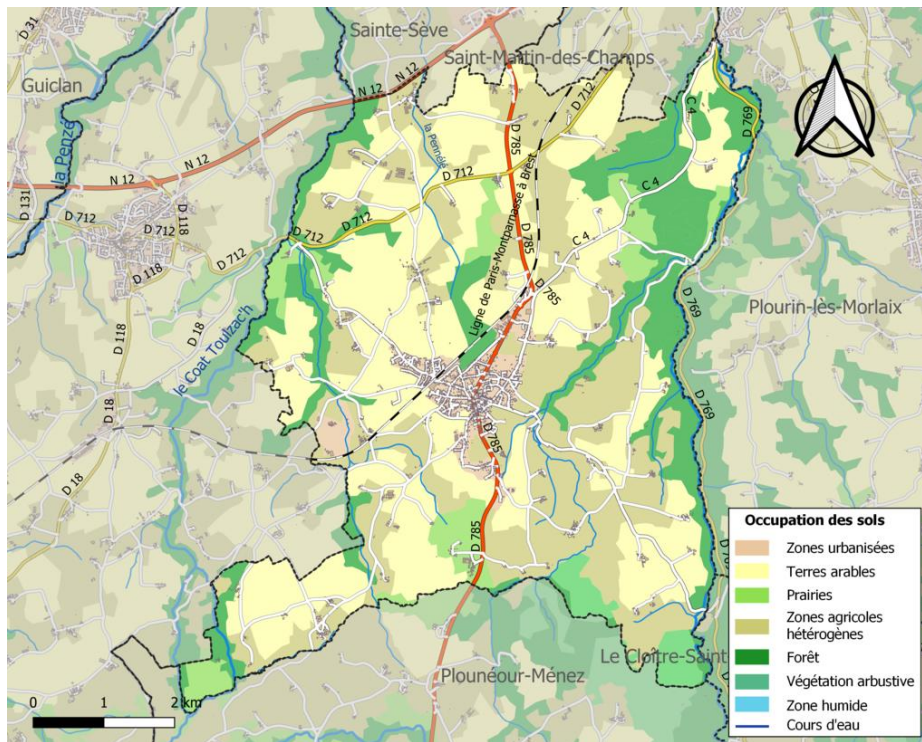 D 31
Sainte-Sève
Saint-Martin-des-Champs
Guiclan
N 12
D 712
C 4
D 769
la Penzé
la Pennélé
D 785
N 12
N 12
D 131
D 712
D 118
D 712
C 4
D 712
D 712
D 712
Ligne de Paris-Montparnasse à Brest
D 785
C 4
D 118
D 785
D 769
Plourin-lès-Morlaix
D 118
D 18
le Coat Toulzac'h
D 769
D 18
D 785
D 18
D 785
Plounéour-Ménez
Le Cloître-Saint
Occupation des sols
Zones urbanisées
Terres arables
Prairies
Zones agricoles
hétérogènes
Forêt
Végétation arbustive
Zone humide
Cours d'eau
0 1 2 km